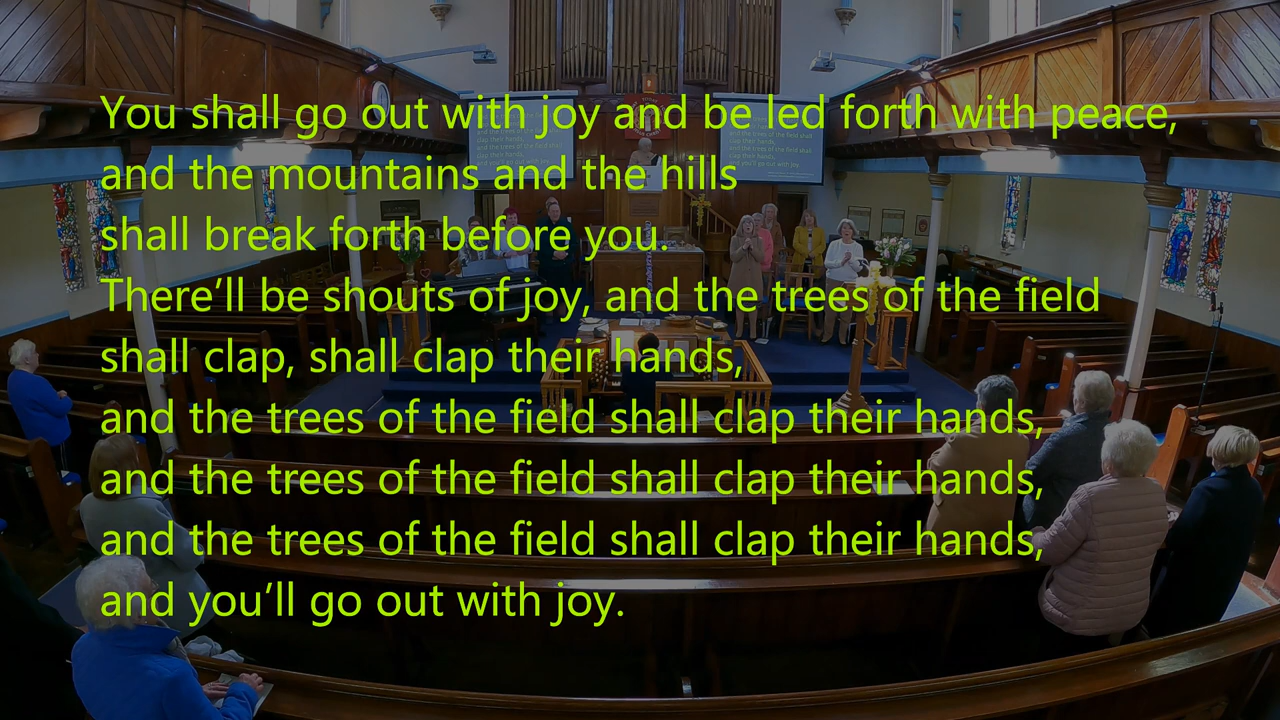 You shall go out with joy and be led forth with peace,
and the mountains and the hills
shall break forth before you.
There’ll be shouts of joy, and the trees of the field
shall clap, shall clap their hands,
and the trees of the field shall clap their hands,
and the trees of the field shall clap their hands,
and the trees of the field shall clap their hands,
and you’ll go out with joy.